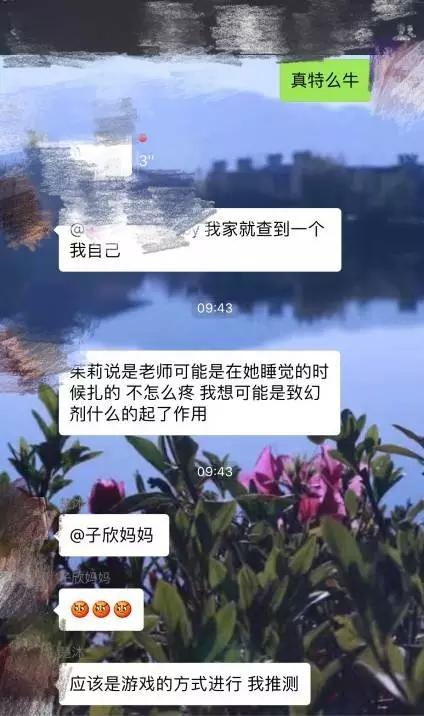 真特么牛
3"
@
我家就查到一个
我自己
09:43
茱莉说是老师可能是在她睡觉的时
候扎的 不怎么疼 我想可能是致幻
剂什么的起了作用
09:43
@子欣妈妈
子欣妈妈
应该是游戏的方式进行 我推测